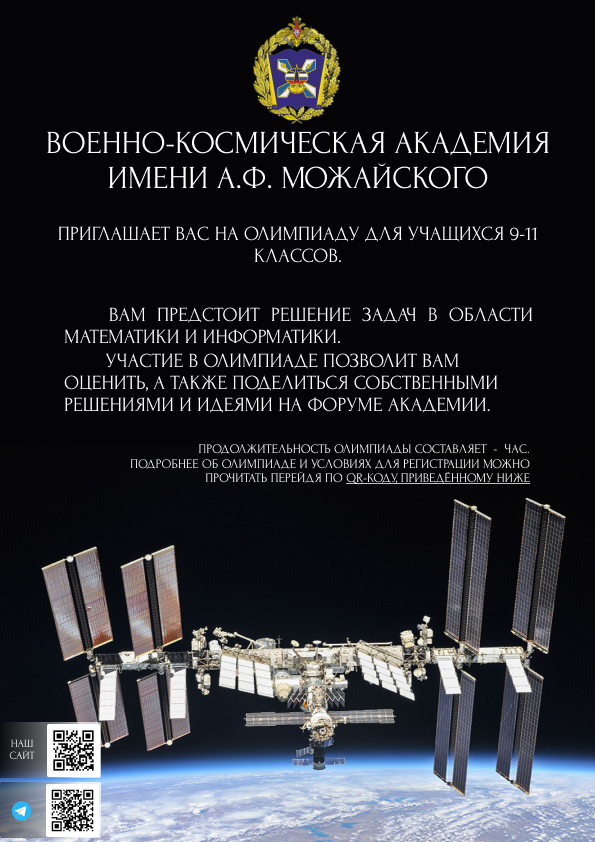 ВОЕННО-КОСМИЧЕСКАЯ АКАДЕМИЯ
ИМЕНИ А.Ф. МОЖАЙСКОГО
ПРИГЛАШАЕТ ВАС НА ОЛИМПИАДУ ДЛЯ УЧАЩИХСЯ 9-11
КЛАССОВ.
ВАМ ПРЕДСТОИТ РЕШЕНИЕ ЗАДАЧ В ОБЛАСТИ
МАТЕМАТИКИ И ИНФОРМАТИКИ.
УЧАСТИЕ В ОЛИМПИАДЕ ПОЗВОЛИТ ВАМ
ОЦЕНИТЬ, А ТАКЖЕ ПОДЕЛИТЬСЯ СОБСТВЕННЫМИ
РЕШЕНИЯМИ И ИДЕЯМИ НА ФОРУМЕ АКАДЕМИИ.
ПРОДОЛЖИТЕЛЬНОСТЬ ОЛИМПИАДЫ СОСТАВЛЯЕТ - ЧАС.
ПОДРОБНЕЕ ОБ ОЛИМПИАДЕ И УСЛОВИЯХ ДЛЯ РЕГИСТРАЦИИ МОЖНО
ПРОЧИТАТЬ ПЕРЕЙДЯ ПО QR-КОДУ, ПРИВЕДЁННОМУ НИЖЕ
НАШ
САЙТ